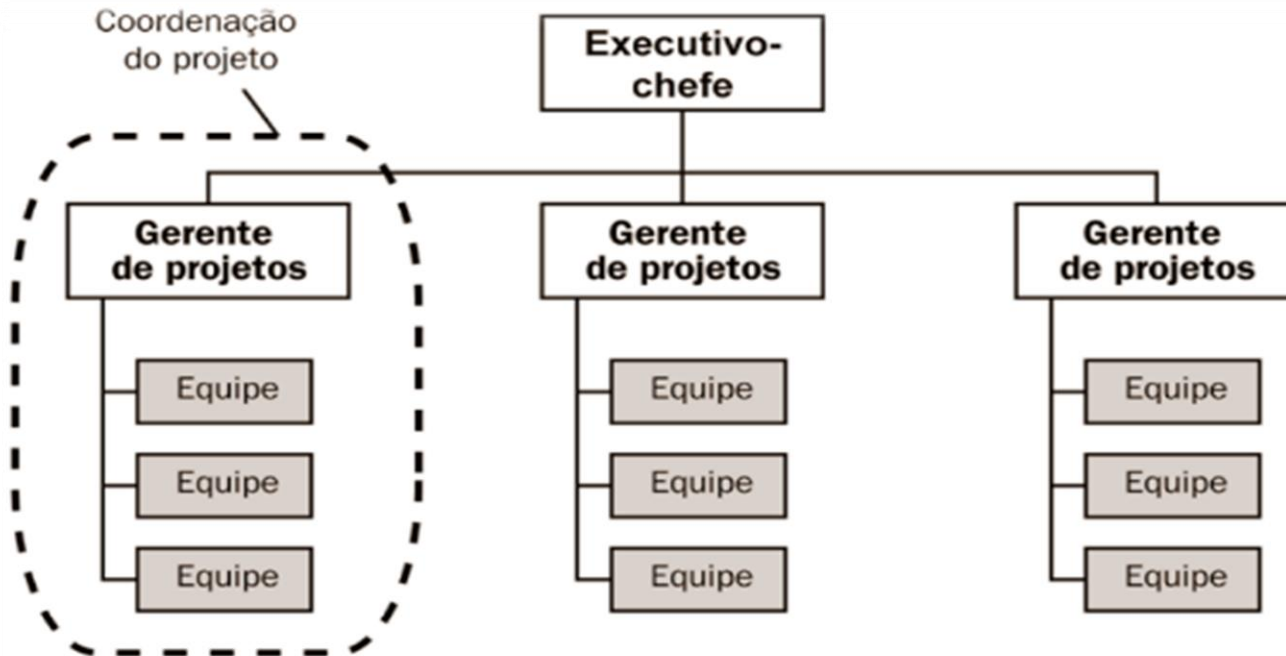 Coordenação
do projeto
Executivo-
chefe
Gerente
de projetos
Gerente
de projetos
Gerente
de projetos
Equipe
Equipe
Equipe
Equipe
Equipe
Equipe
Equipe
Equipe
Equipe